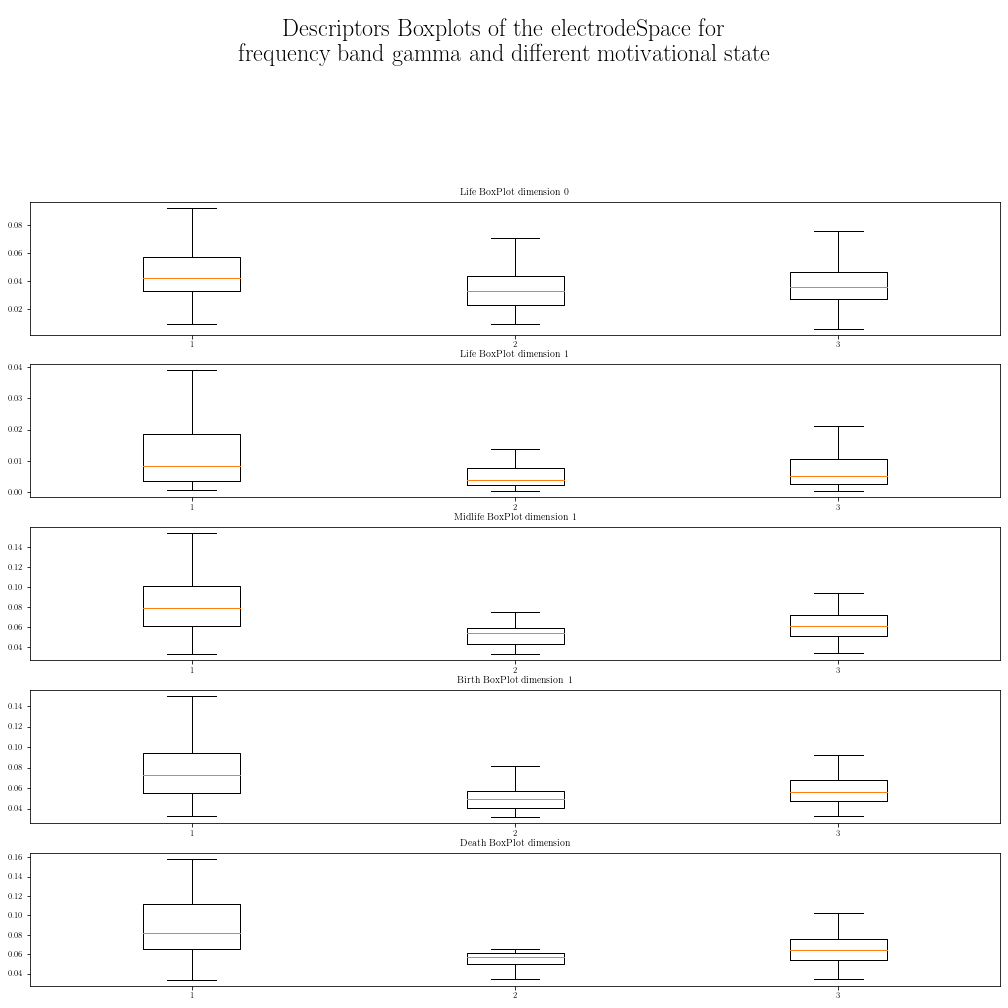 Descriptors Boxplots of the electrodeSpace for
frequency band gamma and different motivational state
Life BoxPlot dimension 0
0.08
0.06
0.04
0.02
1 2 3
Life BoxPlot dimension 1
0.04
0.03
0.02
0.01
0.00
1 2 3
Midlife BoxPlot dimension 1
0.14
0.12
0.10
0.08
0.06
0.04
1 2 3
Birth BoxPlot dimension 1
0.14
0.12
0.10
0.08
0.06
0.04
1 2 3
Death BoxPlot dimension
0.16
0.14
0.12
0.10
0.08
0.06
0.04
1 2 3